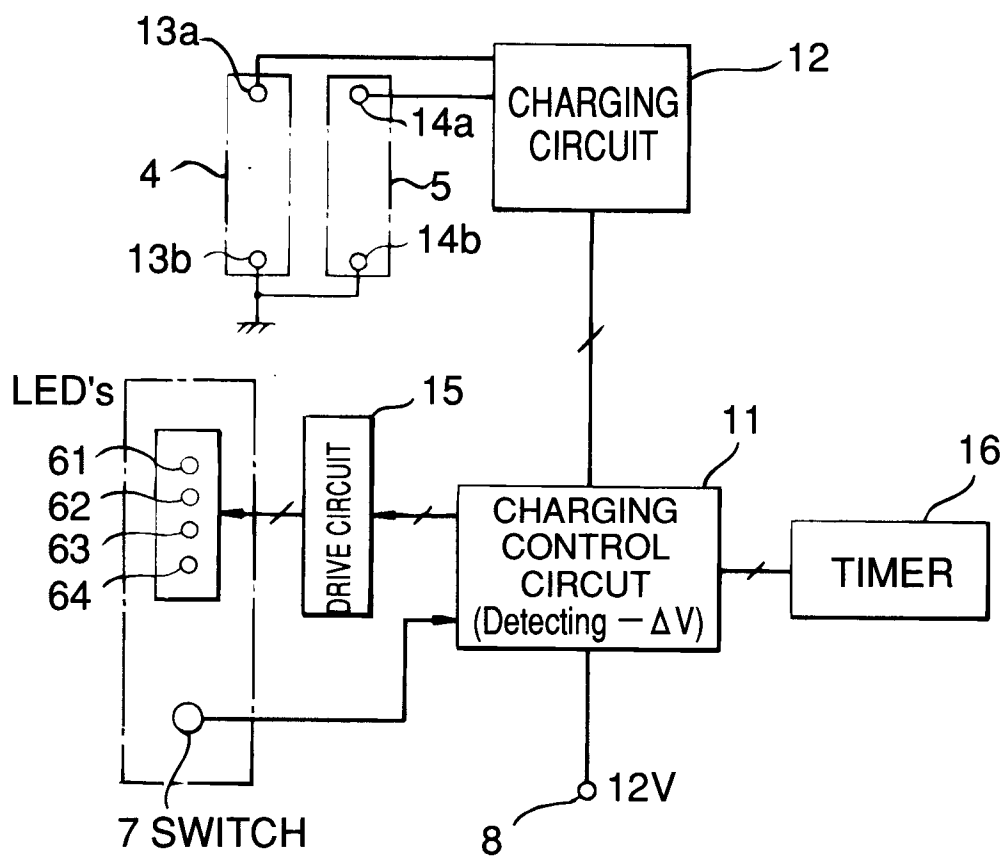 13a
12
CHARGING
CIRCUIT
14a
4
5
13b
14b
LED's
15
11
16
61
62
63
64
DRIVE CIRCUIT
CHARGING
CONTROL
CIRCUT
(Detecting － ΔV)
TIMER
12V
7 SWITCH
8